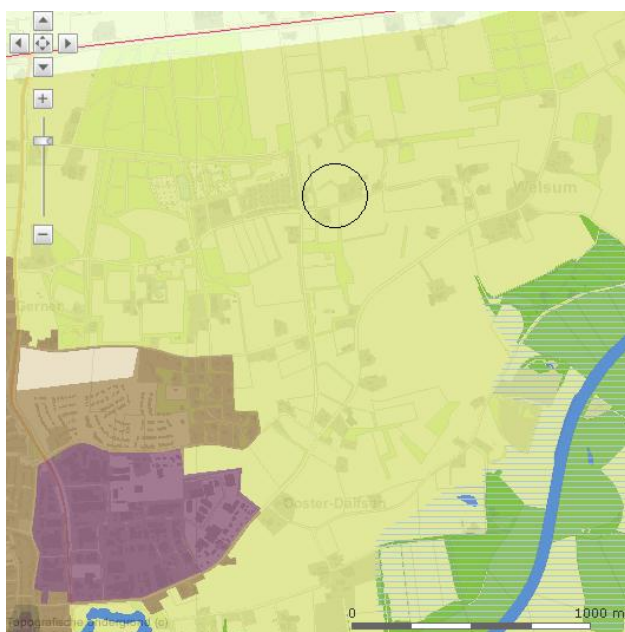 Welsum
Gerner
Ooster-Dalfsen
0 1000 m
Topografische ondergrond (c)